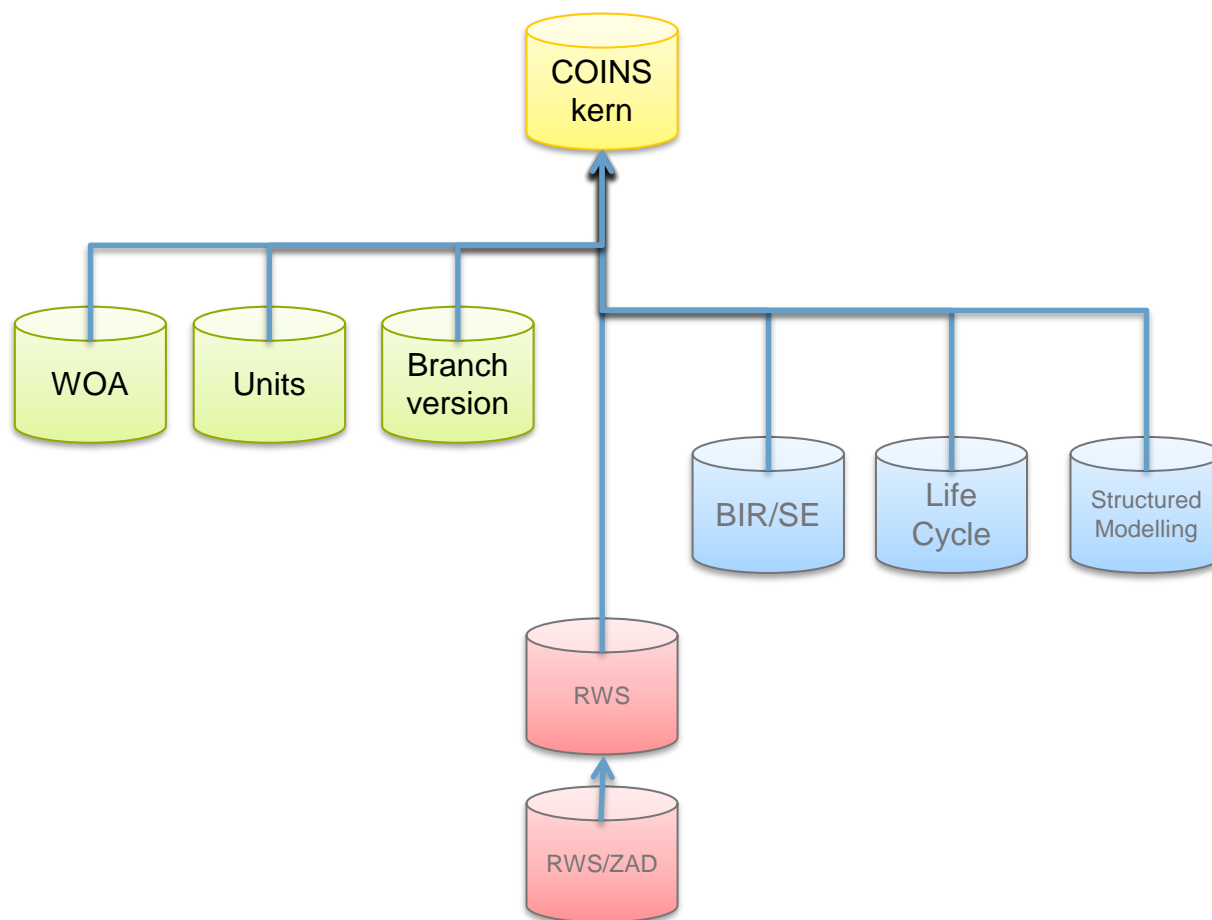 COINS
kern
WOA
Units
Branch
version
BIR/SE
Life
Cycle
Structured
Modelling
RWS
RWS/ZAD